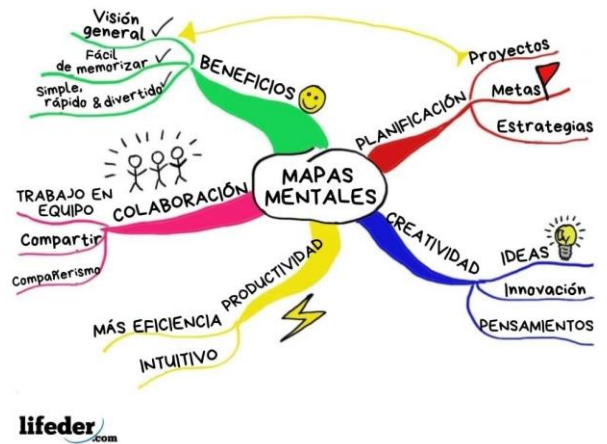 Visión
general
Fácil
de memorizar
Simple,
rápido & divertido
BENEFICIOS
Proyectos
Metas
Estrategias
PLANIFICACIÓN
MAPAS
MENTALES
TRABAJO EN
EQUIPO
Compartir
Compañerismo
COLABORACIÓN
CREATIVIDAD
IDEAS
Innovación
PENSAMIENTOS
PRODUCTIVIDAD
MÁS EFICIENCIA
INTUITIVO
lifeder.com